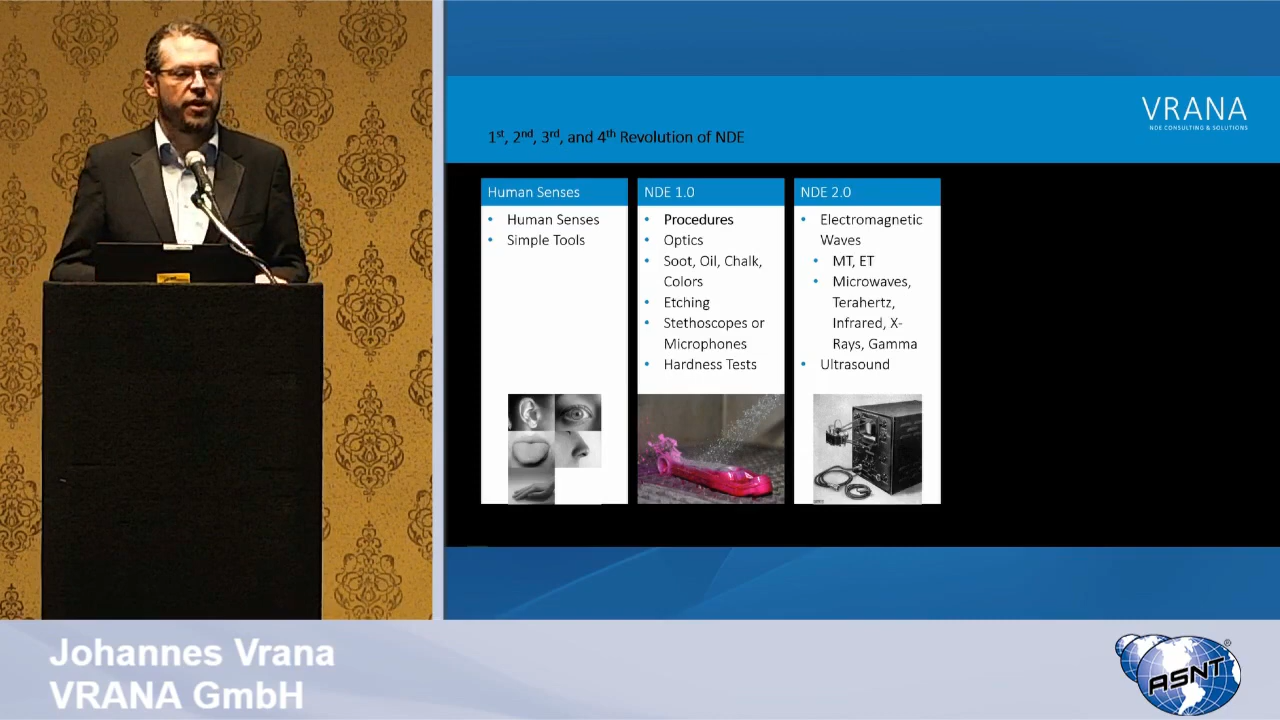 VRANA
NDE CONSULTING & SOLUTIONS
1st, 2nd, 3rd, and 4th Revolution of NDE
Human Senses
• Human Senses
• Simple Tools
NDE 1.0
• Procedures
• Optics
• Soot, Oil, Chalk,
Colors
• Etching
• Stethoscopes or
Microphones
• Hardness Tests
NDE 2.0
• Electromagnetic
Waves
• MT, ET
• Microwaves,
Terahertz,
Infrared, X-
Rays, Gamma
• Ultrasound
Johannes Vrana
VRANA GmbH
ASNT
®